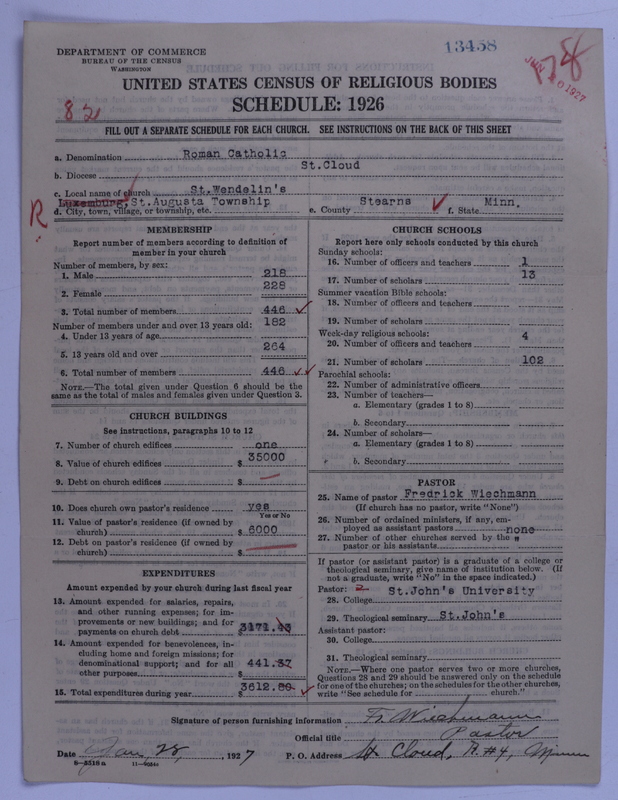 13458
DEPARTMENT OF COMMERCE
BUREAU OF THE CENSUS
WASHINGTON
178
1927
UNITED STATES CENSUS OF RELIGIOUS BODIES
SCHEDULE: 1926
82
FILL OUT A SEPARATE SCHEDULE FOR EACH CHURCH. SEE INSTRUCTIONS ON THE BACK OF THIS SHEET
a. Denomination Roman Catholic
b. Diocese St.Cloud
c. Local name of church St.Wendelin's
R
Luxemburg, St.Augusta Township Stearns Minn.
d. City, town, village, or township, etc. e. County f. State
MEMBERSHIP
Report number of members according to definition of
member in your church
Number of members, by sex:
1. Male 218
2. Female 228
3. Total number of members 446
Number of members under and over 13 years old:
4. Under 13 years of age 182
5. 13 years old and over 264
6. Total number of members 446
NOTE.—The total given under Question 6 should be the
same as the total of males and females given under Question 3.
CHURCH BUILDINGS
See instructions, paragraphs 10 to 12
7. Number of church edifices one
8. Value of church edifices $ 35000
9. Debt on church edifices $
10. Does church own pastor's residence yes
Yes or No
11. Value of pastor's residence (if owned by
church) $ 6000
12. Debt on pastor's residence (if owned by
church) $
EXPENDITURES
Amount expended by your church during last fiscal year
13. Amount expended for salaries, repairs,
and other running expenses; for im-
provements or new buildings; and for
payments on church debt $ 3171.43
14. Amount expended for benevolences, in-
cluding home and foreign missions; for
denominational support; and for all
other purposes $ 441.37
15. Total expenditures during year $ 3612.80
CHURCH SCHOOLS
Report here only schools conducted by this church
Sunday schools:
16. Number of officers and teachers 1
17. Number of scholars 13
Summer vacation Bible schools:
18. Number of officers and teachers
19. Number of scholars
Week-day religious schools:
20. Number of officers and teachers 4
21. Number of scholars 102
Parochial schools:
22. Number of administrative officers
23. Number of teachers—
a. Elementary (grades 1 to 8)
b. Secondary
24. Number of scholars—
a. Elementary (grades 1 to 8)
b. Secondary
PASTOR
25. Name of pastor Fredrick Wiechmann
(If church has no pastor, write "None")
26. Number of ordained ministers, if any, em-
ployed as assistant pastors none
27. Number of other churches served by the "
pastor or his assistants
If pastor (or assistant pastor) is a graduate of a college or
theological seminary, give name of institution below. (If
not a graduate, write "No" in the space indicated.)
Pastor: 2
28. College St.John's University
29. Theological seminary St.John's
Assistant pastor:
30. College
31. Theological seminary
NOTE.—Where one pastor serves two or more churches,
Questions 28 and 29 should be answered only on the schedule
for one of the churches; on the schedules for the other churches,
write "See schedule for church."
Signature of person furnishing information Fr. Wiechmann
Official title Pastor
Date Jan, 28, 1927 P. O. Address St Cloud, R. #4, Minn
8—5518 a